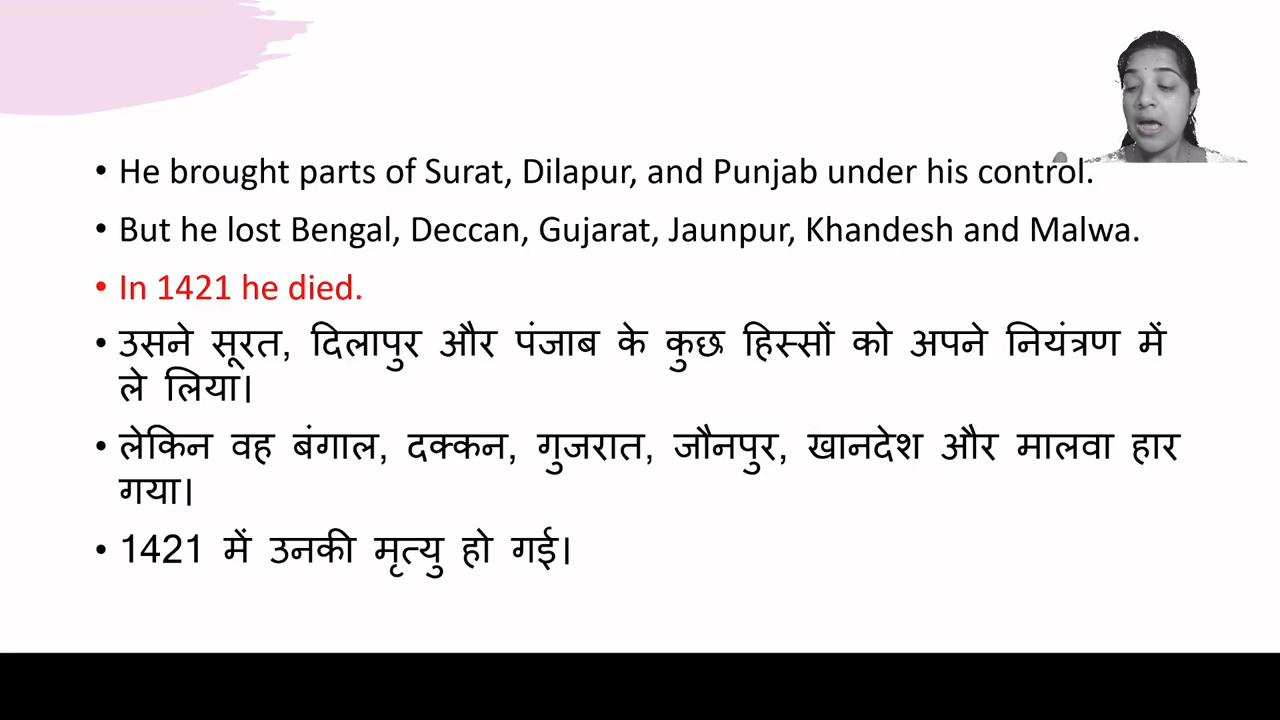 • He brought parts of Surat, Dilapur, and Punjab under his control.
• But he lost Bengal, Deccan, Gujarat, Jaunpur, Khandesh and Malwa.
• In 1421 he died.
• उसने सूरत, दिलापुर और पंजाब के कुछ हिस्सों को अपने नियंत्रण में
ले लिया।
• लेकिन वह बंगाल, दक्कन, गुजरात, जौनपुर, खानदेश और मालवा हार
गया।
• 1421 में उनकी मृत्यु हो गई।